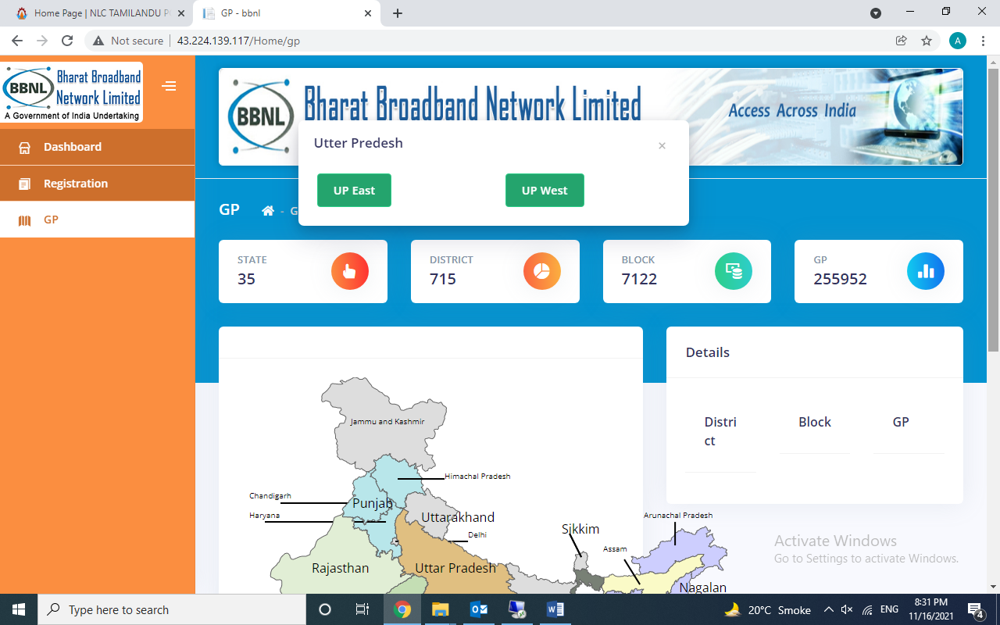 Home Page | NLC TAMILANDU P
GP - bbnl
Not secure
43.224.139.117/Home/gp
A
BBNL
Bharat Broadband
Network Limited
A Government of India Undertaking
Dashboard
Registration
GP
BBNL
Bharat Broadband Network Limited
Access Across India
Utter Predesh
×
UP East
UP West
GP
- G
STATE
35
DISTRICT
715
BLOCK
7122
GP
255952
Details
Distri
ct
Block
GP
Jammu and Kashmir
Himachal Pradesh
Chandigarh
Punjab
Haryana
Uttarakhand
Delhi
Arunachal Pradesh
Sikkim
Assam
Rajasthan
Uttar Pradesh
Nagalan
Activate Windows
Go to Settings to activate Windows.
Type here to search
20°C Smoke
ENG
8:31 PM
11/16/2021
4